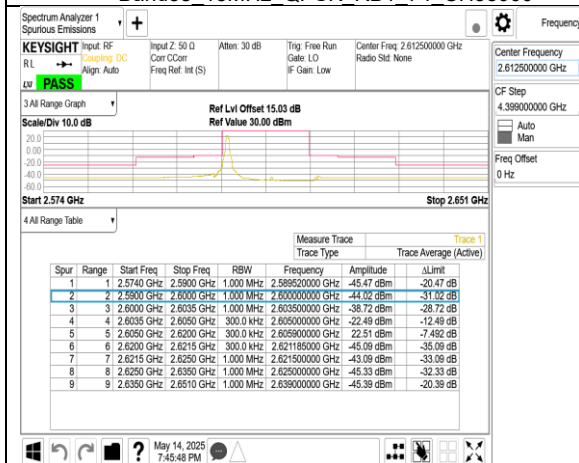 Spectrum Analyzer 1
Spurious Emissions
Frequency
KEYSIGHT Input: RF
Coupling: DC
Align: Auto
Input Z: 50 Ω
Corr CCorr
Freq Ref: Int (S)
Atten: 30 dB
Trig: Free Run
Gate: LO
IF Gain: Low
Center Freq: 2.612500000 GHz
Radio Std: None
RL
LXI PASS
Center Frequency
2.612500000 GHz
CF Step
4.399000000 GHz
Auto
Man
Freq Offset
0 Hz
3 All Range Graph
Scale/Div 10.0 dB
Ref Lvl Offset 15.03 dB
Ref Value 30.00 dBm
20.0
0.00
-20.0
-40.0
-60.0
Start 2.574 GHz Stop 2.651 GHz
4 All Range Table
Measure Trace Trace 1
Trace Type Trace Average (Active)
Spur Range Start Freq Stop Freq RBW Frequency Amplitude ΔLimit
1 1 2.5740 GHz 2.5900 GHz 1.000 MHz 2.589520000 GHz -45.47 dBm -20.47 dB
2 2 2.5900 GHz 2.6000 GHz 1.000 MHz 2.600000000 GHz -44.02 dBm -31.02 dB
3 3 2.6000 GHz 2.6035 GHz 1.000 MHz 2.603500000 GHz -38.72 dBm -28.72 dB
4 4 2.6035 GHz 2.6050 GHz 300.0 kHz 2.605000000 GHz -22.49 dBm -12.49 dB
5 5 2.6050 GHz 2.6200 GHz 300.0 kHz 2.605900000 GHz 22.51 dBm -7.492 dB
6 6 2.6200 GHz 2.6215 GHz 300.0 kHz 2.621185000 GHz -45.09 dBm -35.09 dB
7 7 2.6215 GHz 2.6250 GHz 1.000 MHz 2.621500000 GHz -43.09 dBm -33.09 dB
8 8 2.6250 GHz 2.6350 GHz 1.000 MHz 2.625000000 GHz -45.33 dBm -32.33 dB
9 9 2.6350 GHz 2.6510 GHz 1.000 MHz 2.639000000 GHz -45.39 dBm -20.39 dB
May 14, 2025
7:45:48 PM